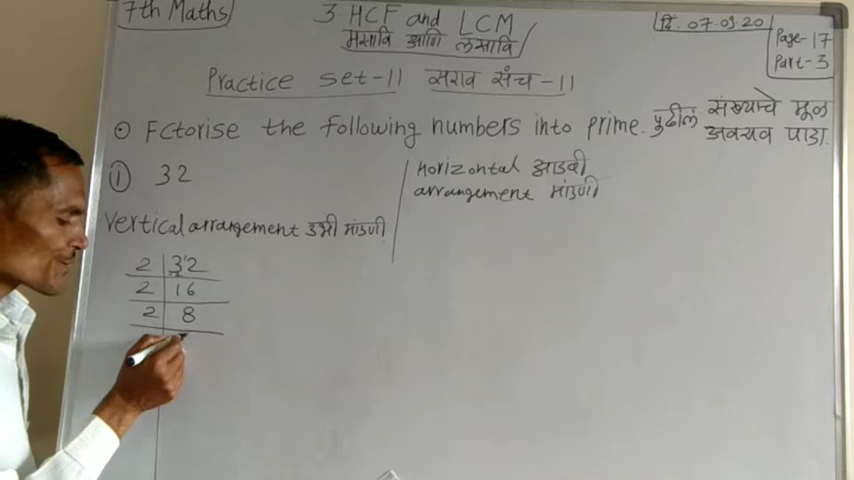 7th Maths
3 HCF and LCM
मसावि आणि लसावि
दि. 07.09.20
Page-17
Part-3
Practice set-11 सराव संच-11
Fctorise the following numbers into prime. पुढील संख्याचे मूळ
अवयव पाडा.
i 32
Horizontal आडवी
arrangement मांडणी
Vertical arrangement उभी मांडणी
2 32
2 16
2 8